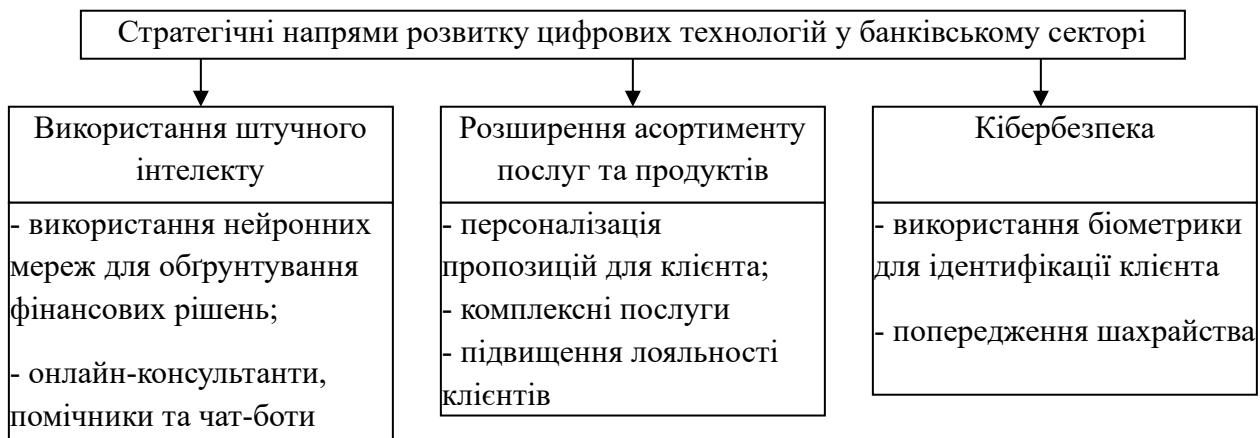 Стратегічні напрями розвитку цифрових технологій у банківському секторі
Використання штучного
інтелекту
- використання нейронних
мереж для обґрунтування
фінансових рішень;
- онлайн-консультанти,
помічники та чат-боти
Розширення асортименту
послуг та продуктів
- персоналізація
пропозицій для клієнта;
- комплексні послуги
- підвищення лояльності
клієнтів
Кібербезпека
- використання біометрики
для ідентифікації клієнта
- попередження шахрайства